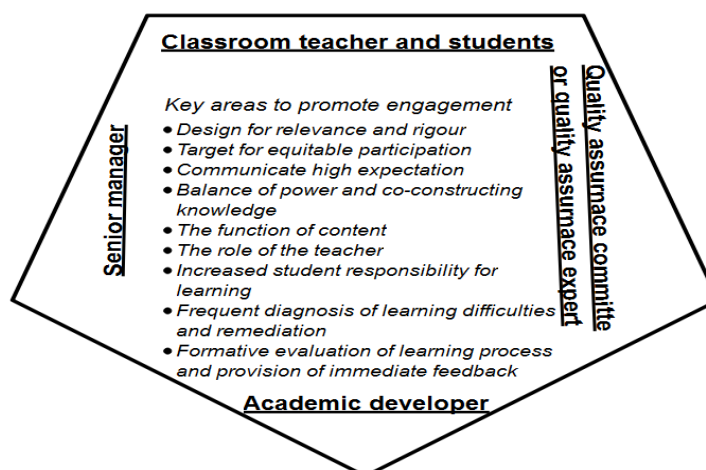 Classroom teacher and students
Senior manager
Key areas to promote engagement
• Design for relevance and rigour
• Target for equitable participation
• Communicate high expectation
• Balance of power and co-constructing
knowledge
• The function of content
• The role of the teacher
• Increased student responsibility for
learning
• Frequent diagnosis of learning difficulties
and remediation
• Formative evaluation of learning process
and provision of immediate feedback
Quality assurnace committe
or quality assurnace expert
Academic developer